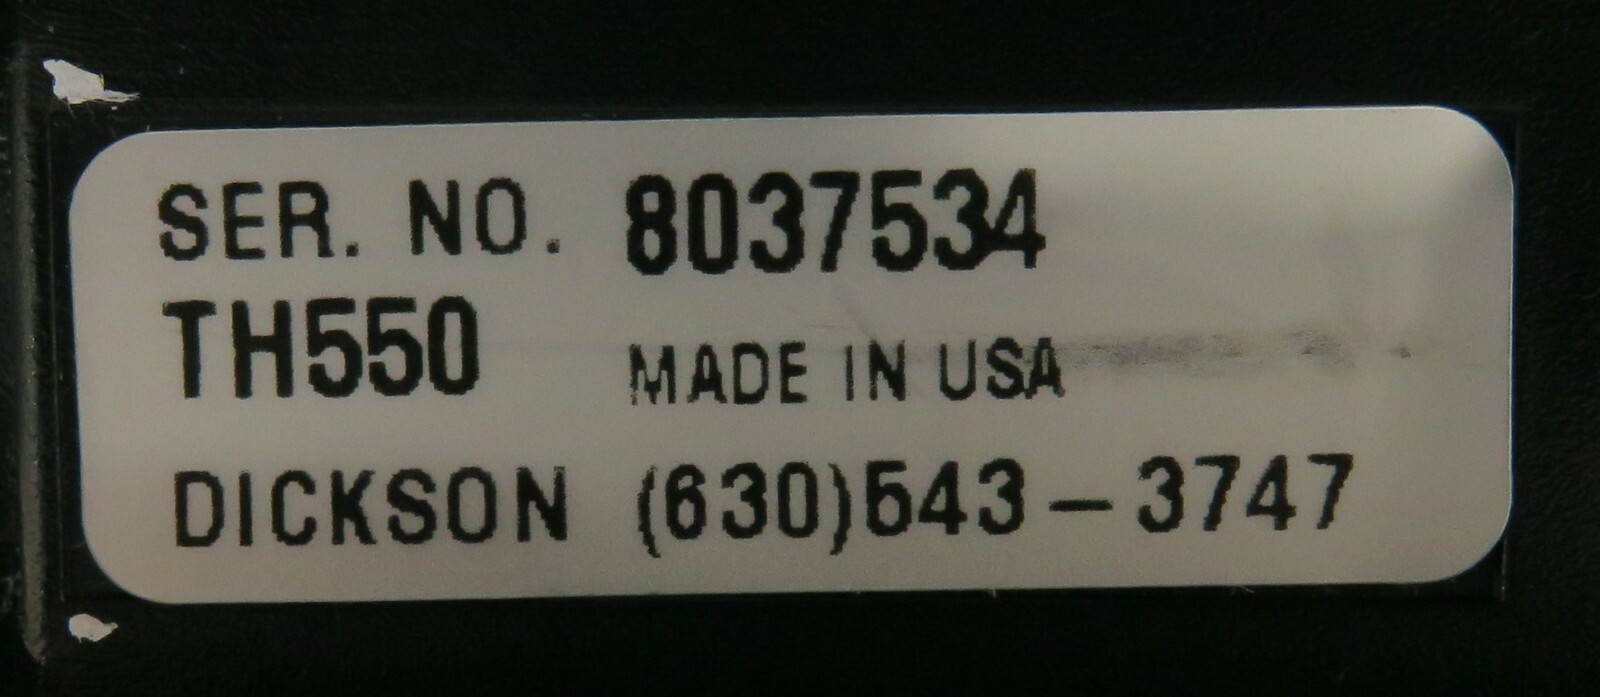 SER. NO. 8037534
TH550 MADE IN USA
DICKSON (630)543-3747